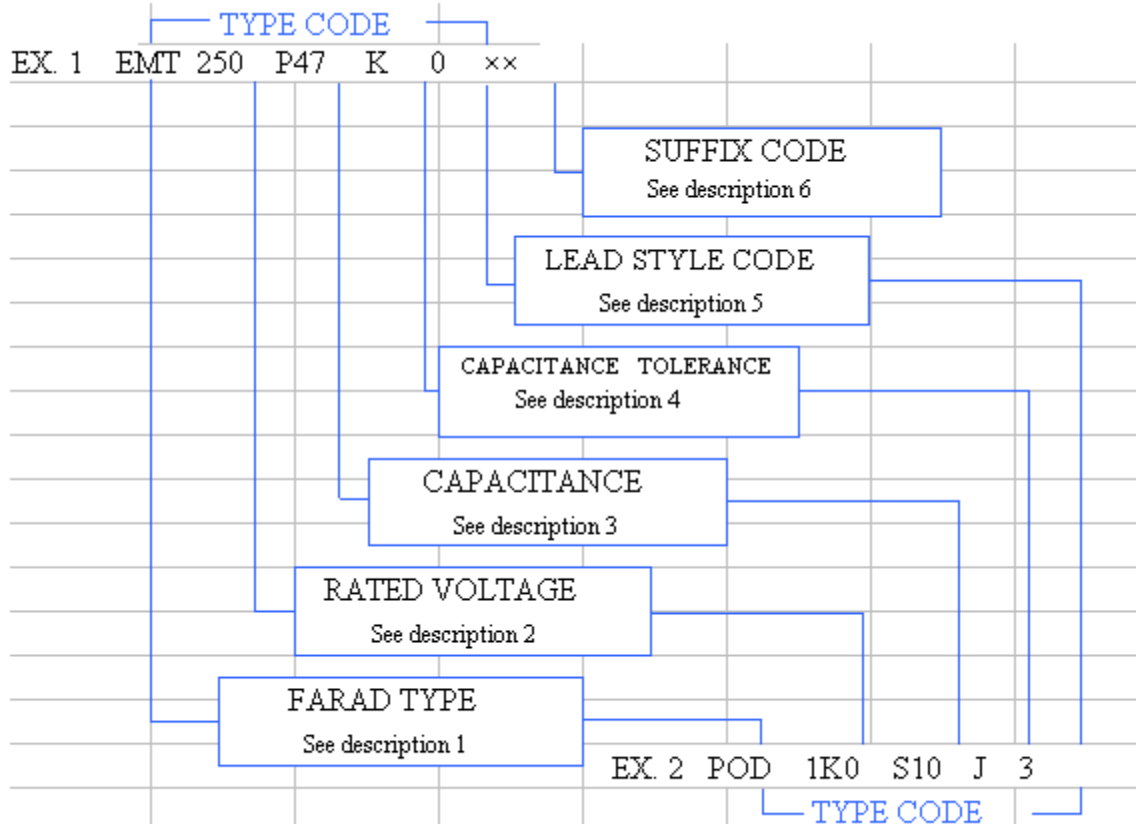 TYPE CODE
EX. 1 EMT 250 P47 K 0 ××
SUFFIX CODE
See description 6
LEAD STYLE CODE
See description 5
CAPACITANCE TOLERANCE
See description 4
CAPACITANCE
See description 3
RATED VOLTAGE
See description 2
FARAD TYPE
See description 1
EX. 2 POD 1K0 S10 J 3
TYPE CODE